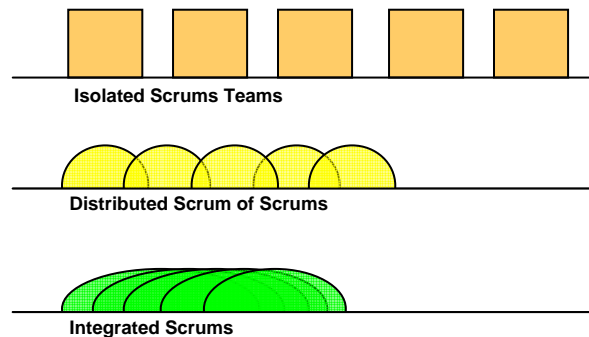 Isolated Scrums Teams
Distributed Scrum of Scrums
Integrated Scrums